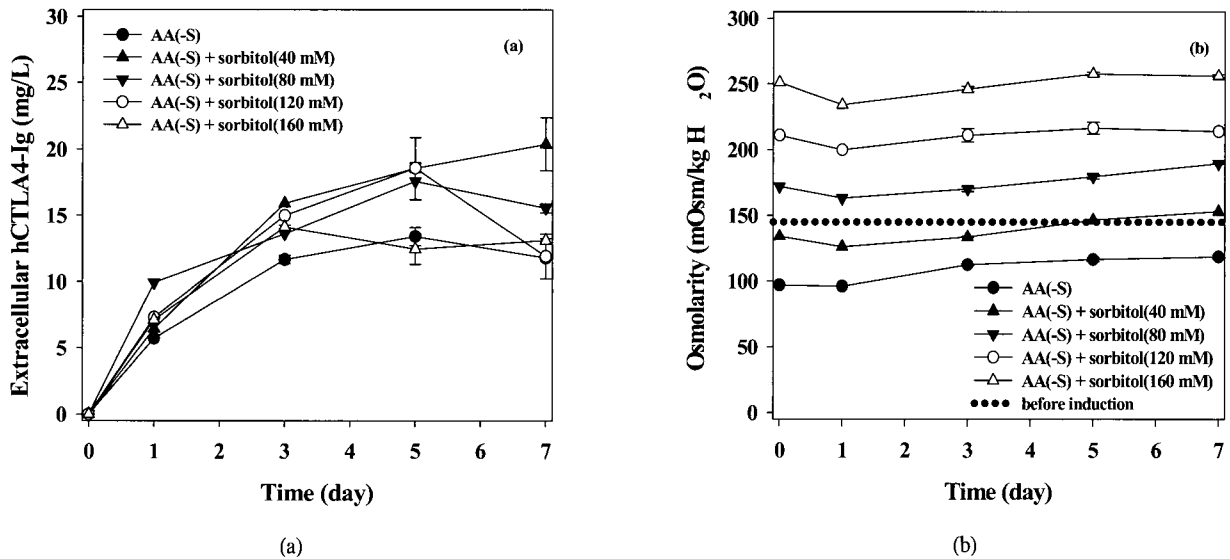 Extracellular hCTLA4-Ig (mg/L)
30
25
20
15
10
5
0
(a)
AA(-S)
AA(-S) + sorbitol(40 mM)
AA(-S) + sorbitol(80 mM)
AA(-S) + sorbitol(120 mM)
AA(-S) + sorbitol(160 mM)
0 1 2 3 4 5 6 7
Time (day)
(a)
Osmolarity (mOsm/kg H 2O)
300
250
200
150
100
50
0
(b)
AA(-S)
AA(-S) + sorbitol(40 mM)
AA(-S) + sorbitol(80 mM)
AA(-S) + sorbitol(120 mM)
AA(-S) + sorbitol(160 mM)
before induction
0 1 2 3 4 5 6 7
Time (day)
(b)